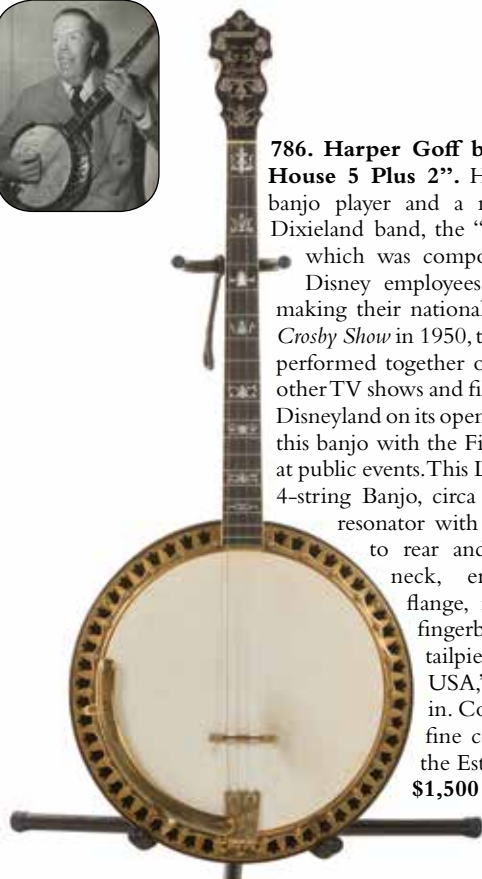 786. Harper Goff b
House 5 Plus 2”. H
banjo player and a
Dixieland band, the “
which was compo
Disney employees
making their national
Crosby Show in 1950, t
performed together o
other TV shows and fi
Disneyland on its open
this banjo with the Fi
at public events. This L
4-string Banjo, circa
resonator with
to rear and
neck, en
flange,
fingerb
tailpie
USA,’
in. Co
fine c
the Est
$1,500